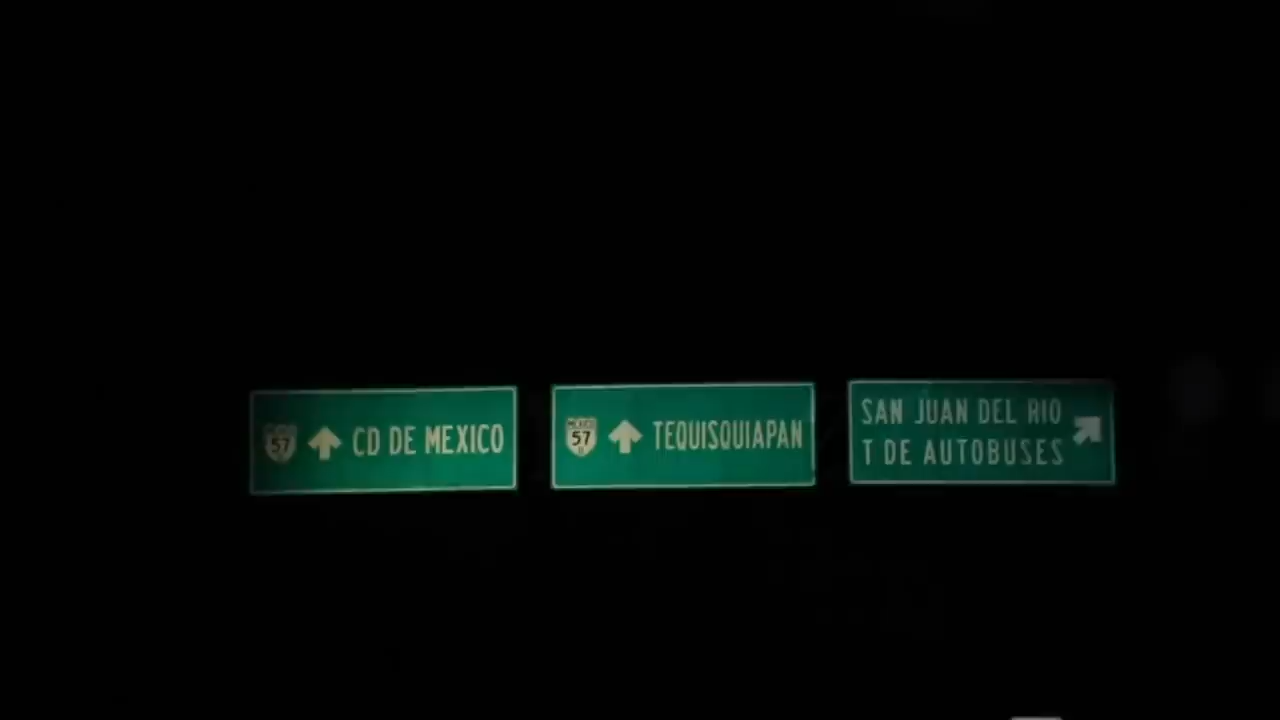 57
CD DE MEXICO
MEXICO
57
D
TEQUISQUIAPAN
SAN JUAN DEL RIO
T DE AUTOBUSES